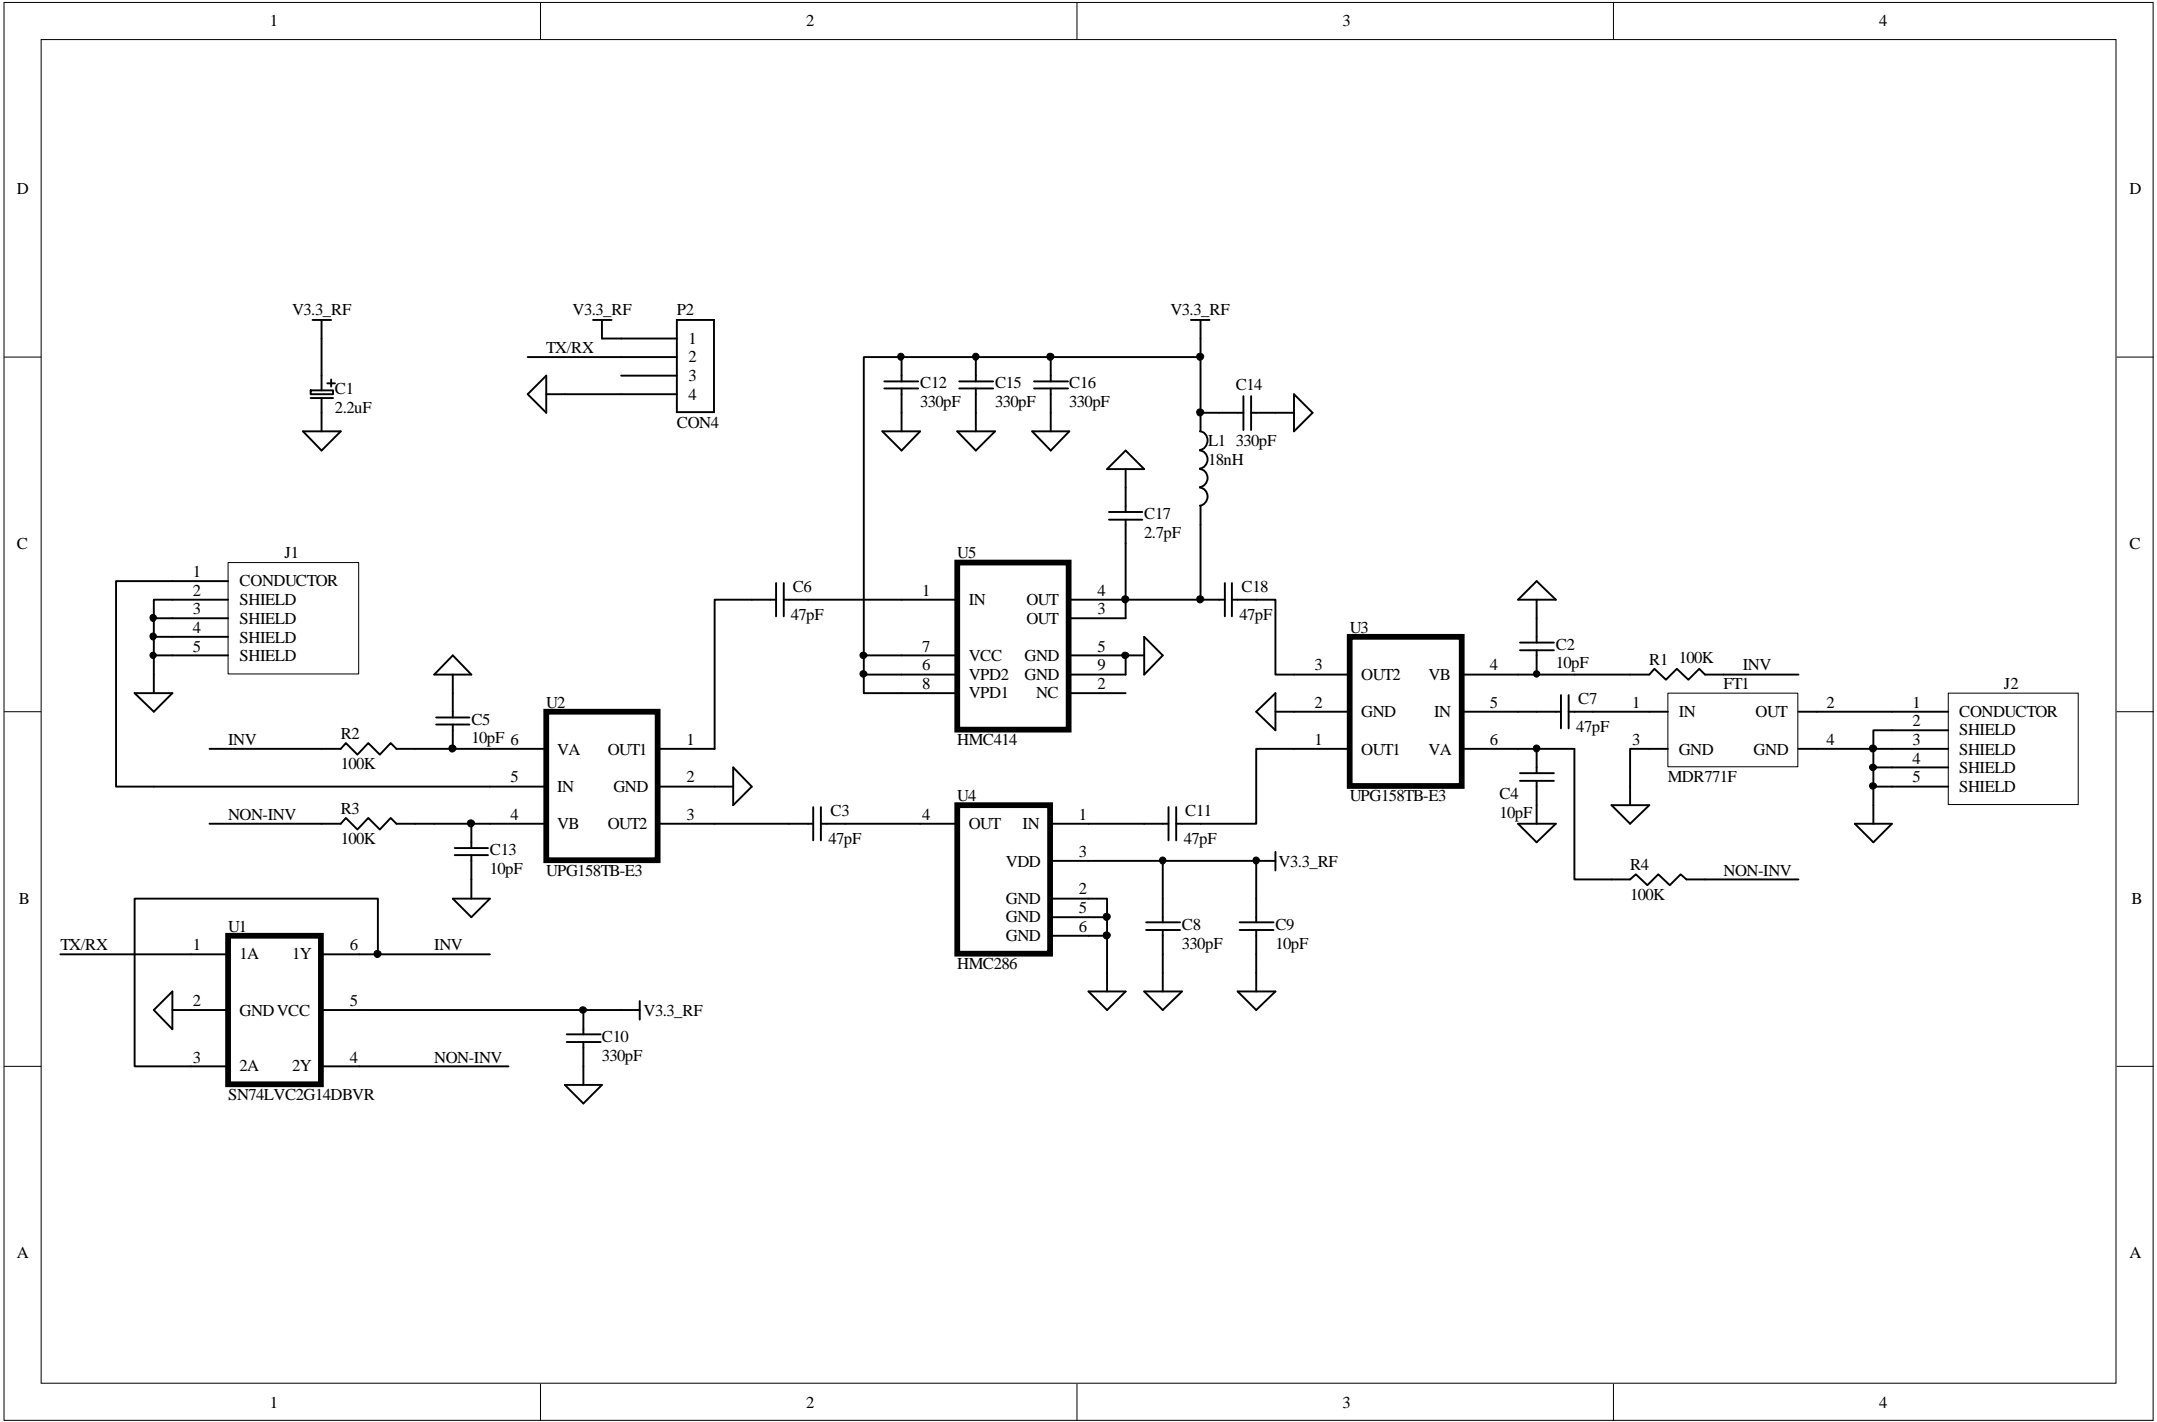 1 2 3 4
D D
V3.3_RF V3.3_RF P2 V3.3_RF
1
TX/RX 2
3
4
CON4
+ C1
2.2uF
C12 C15 C16 C14
330pF 330pF 330pF
L1 330pF
18nH
C17
2.7pF
C C
J1
1 CONDUCTOR
2 SHIELD
3 SHIELD
4 SHIELD
5 SHIELD
C6
47pF
U5
1 IN OUT 4
OUT 3
7 VCC GND 5
6 VPD2 GND 9
8 VPD1 NC 2
HMC414
C18
47pF
U3
3 OUT2 VB 4
2 GND IN 5
1 OUT1 VA 6
UPG158TB-E3
C2
10pF
R1 100K INV
C7
47pF
FT1
1 IN OUT 2
3 GND GND 4
MDR771F
J2
1 CONDUCTOR
2 SHIELD
3 SHIELD
4 SHIELD
5 SHIELD
C4
10pF
R4 NON-INV
100K
INV R2
100K
C5
10pF
NON-INV R3
100K
C13
10pF
U2
6 VA OUT1 1
5 IN GND 2
4 VB OUT2 3
UPG158TB-E3
C3
47pF
U4
4 OUT IN 1
VDD 3
GND 2
GND 5
GND 6
HMC286
C11
47pF
V3.3_RF
C8 C9
330pF 10pF
B B
U1
TX/RX 1 1A 1Y 6 INV
2 GND VCC 5 V3.3_RF
3 2A 2Y 4 NON-INV
SN74LVC2G14DBVR
C10
330pF
A A
1 2 3 4